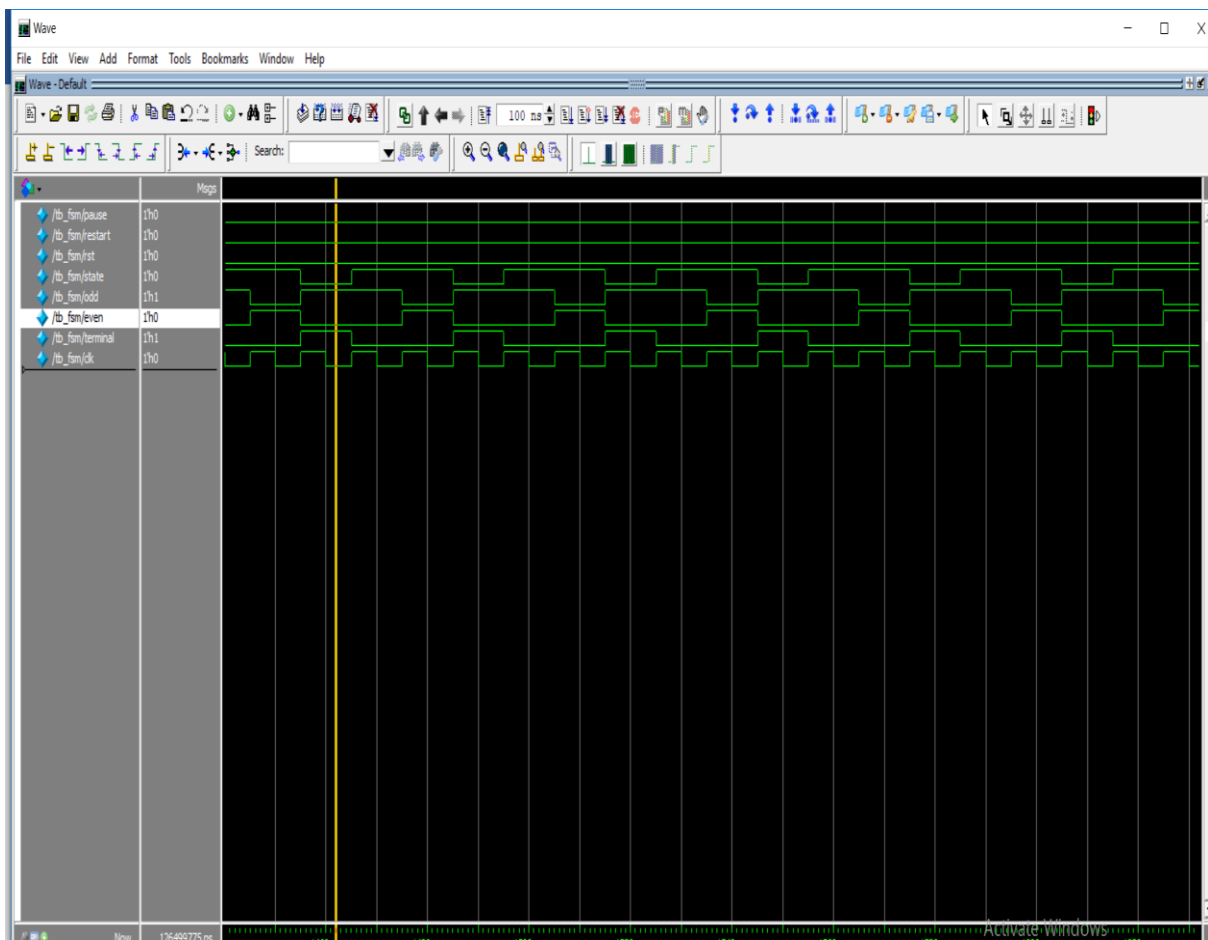 Wave
File Edit View Add Format Tools Bookmarks Window Help
Wave - Default
100 ns
Search:
Msgs
/tb_fsm/pause 1'h0
/tb_fsm/restart 1'h0
/tb_fsm/rst 1'h0
/tb_fsm/state 1'h0
/tb_fsm/odd 1'h1
/tb_fsm/even 1'h0
/tb_fsm/terminal 1'h1
/tb_fsm/clk 1'h0
Activate Windows
Now 126499775 ns